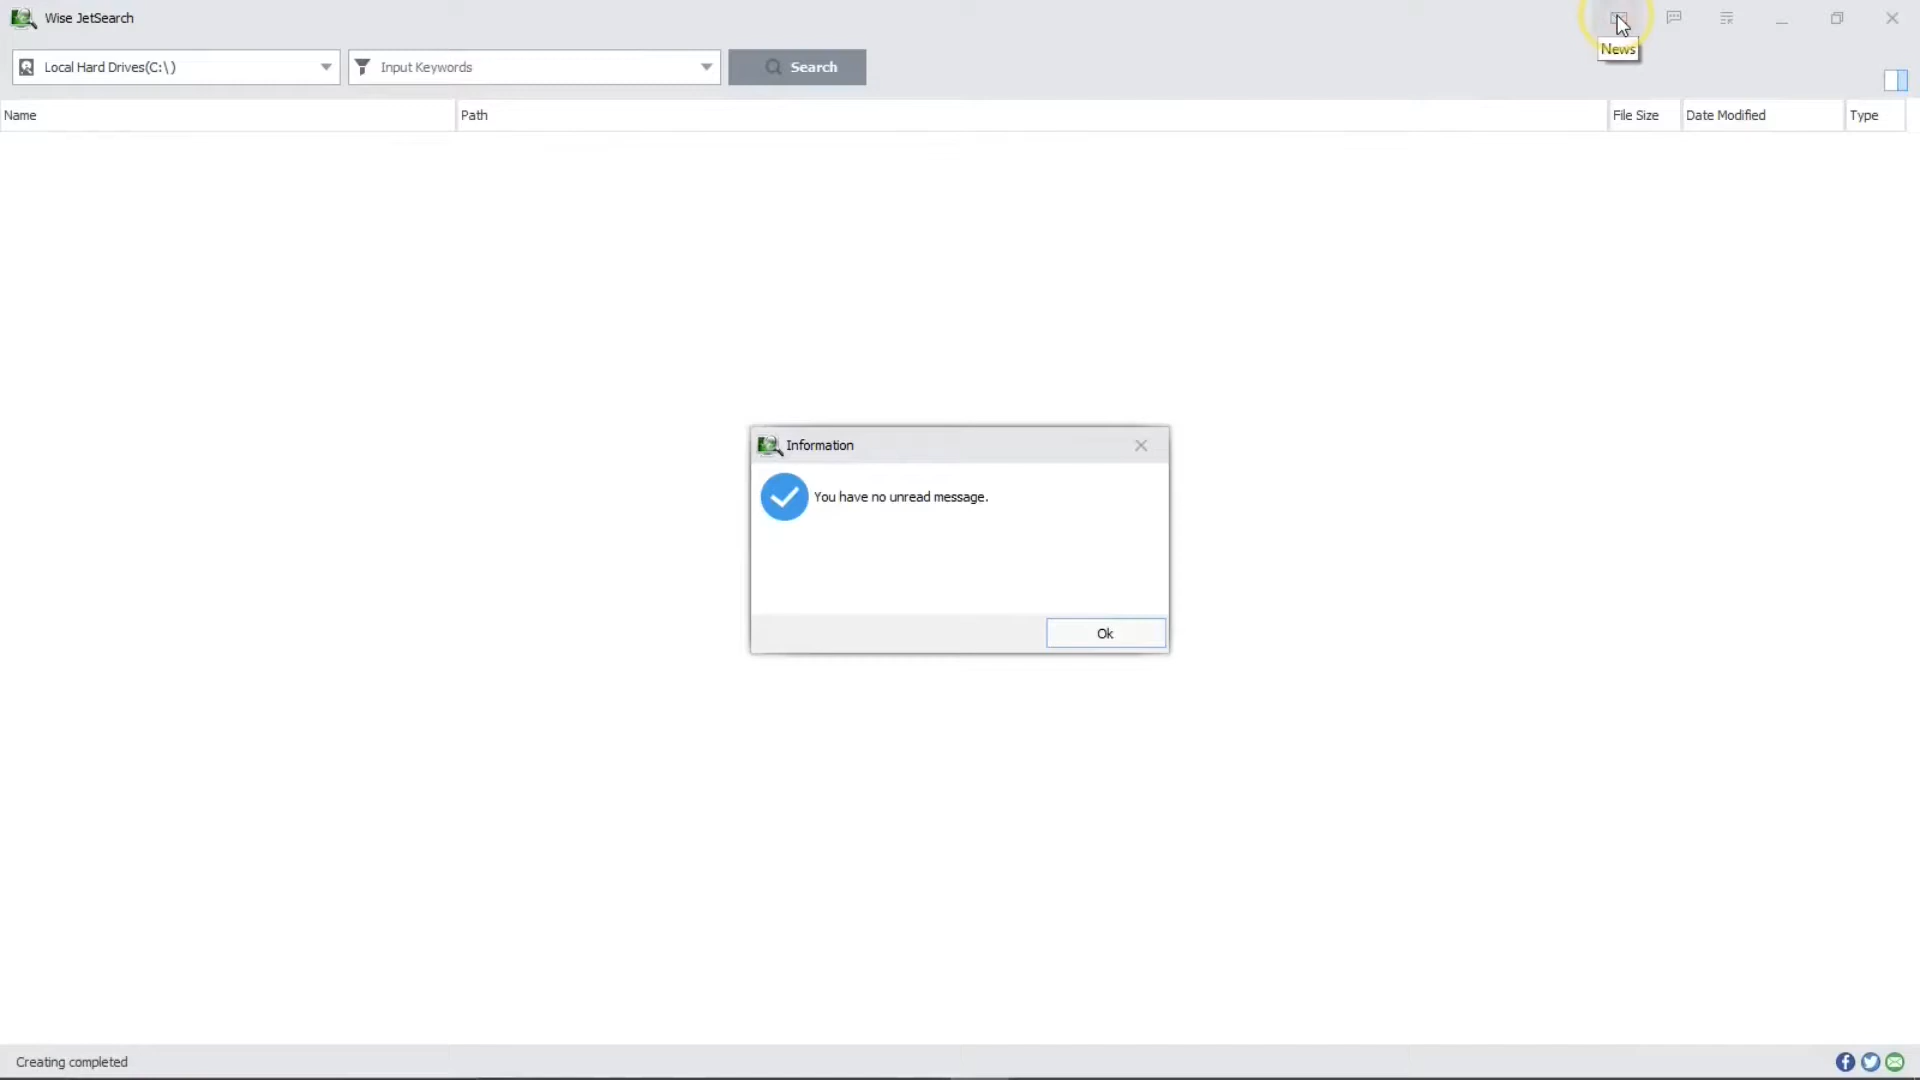 Wise JetSearch
News
Local Hard Drives(C:\)
Input Keywords
Search
Name
Path
File Size
Date Modified
Type
Information
You have no unread message.
Ok
Creating completed